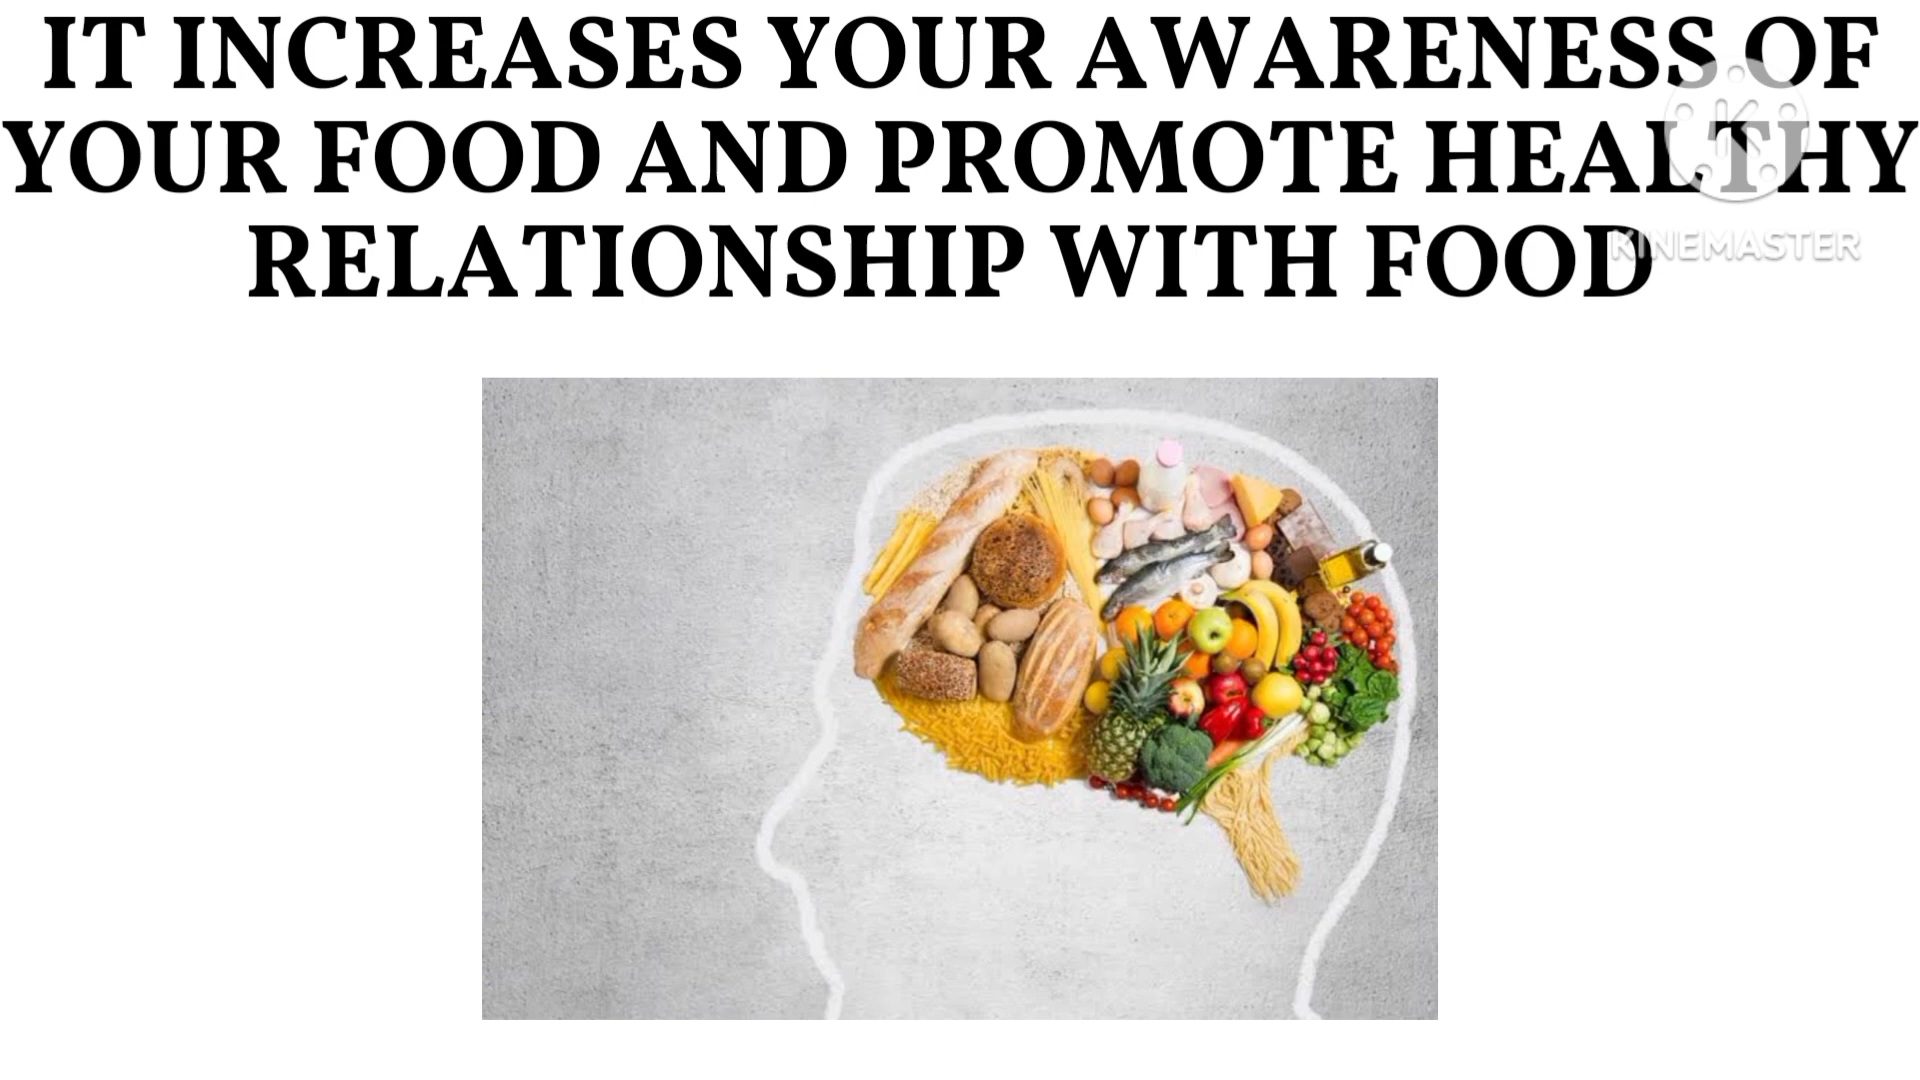 IT INCREASES YOUR AWARENESS OF
YOUR FOOD AND PROMOTE HEALTHY
RELATIONSHIP WITH FOOD
K
KINEMASTER